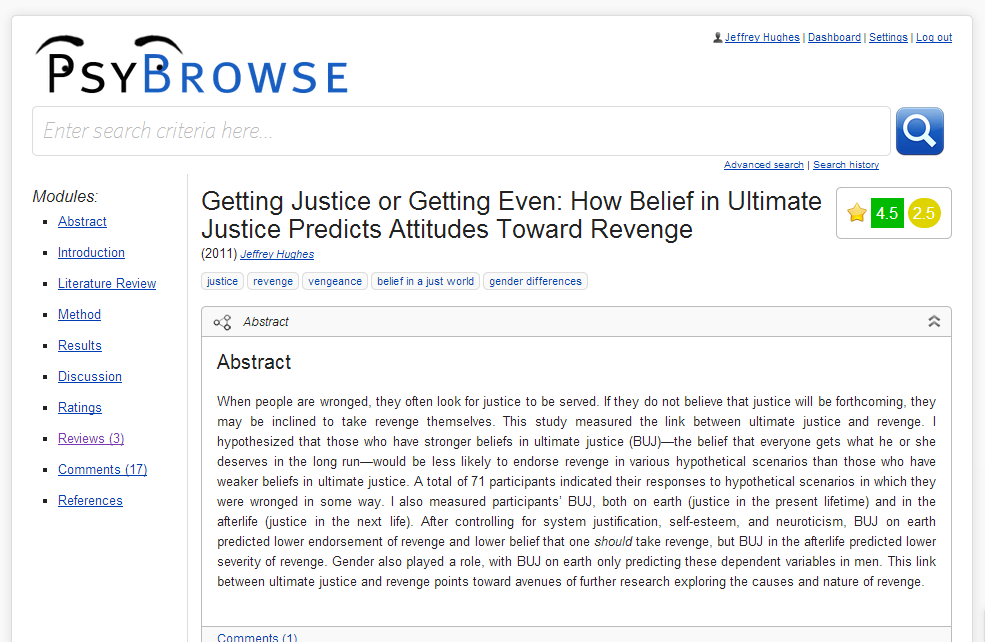 Jeffrey Hughes | Dashboard | Settings | Log out
PsyBrowse
Enter search criteria here...
Advanced search | Search history
Modules:
Abstract
Introduction
Literature Review
Method
Results
Discussion
Ratings
Reviews (3)
Comments (17)
References
Getting Justice or Getting Even: How Belief in Ultimate
Justice Predicts Attitudes Toward Revenge
4.5 2.5
(2011) Jeffrey Hughes
justice revenge vengeance belief in a just world gender differences
Abstract
Abstract
When people are wronged, they often look for justice to be served. If they do not believe that justice will be forthcoming, they
may be inclined to take revenge themselves. This study measured the link between ultimate justice and revenge. I
hypothesized that those who have stronger beliefs in ultimate justice (BUJ)—the belief that everyone gets what he or she
deserves in the long run—would be less likely to endorse revenge in various hypothetical scenarios than those who have
weaker beliefs in ultimate justice. A total of 71 participants indicated their responses to hypothetical scenarios in which they
were wronged in some way. I also measured participants' BUJ, both on earth (justice in the present lifetime) and in the
afterlife (justice in the next life). After controlling for system justification, self-esteem, and neuroticism, BUJ on earth
predicted lower endorsement of revenge and lower belief that one should take revenge, but BUJ in the afterlife predicted lower
severity of revenge. Gender also played a role, with BUJ on earth only predicting these dependent variables in men. This link
between ultimate justice and revenge points toward avenues of further research exploring the causes and nature of revenge.
Comments (1)